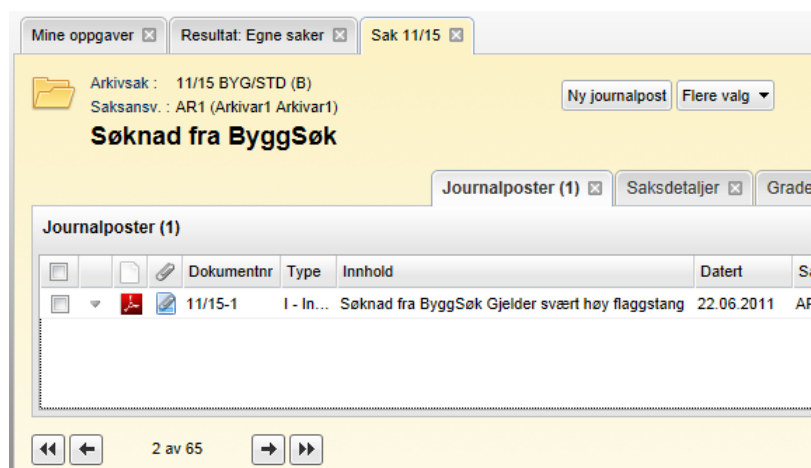 Mine oppgaver Resultat: Egne saker Sak 11/15
Arkivsak : 11/15 BYG/STD (B)
Saksansv. : AR1 (Arkivar1 Arkivar1)
Ny journalpost Flere valg
Søknad fra ByggSøk
Journalposter (1) Saksdetaljer Grade
Journalposter (1)
Dokumentnr Type Innhold Datert Sa
11/15-1 I - In... Søknad fra ByggSøk Gjelder svært høy flaggstang 22.06.2011 AR
2 av 65